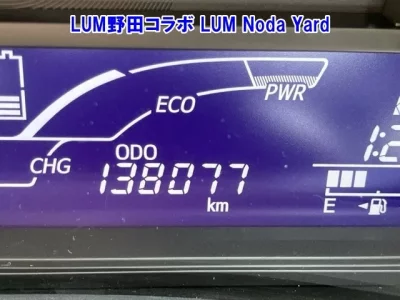 LUM野田コラボ LUM Noda Yard
PWR
ECO
CHG
ODO
138077
km
E